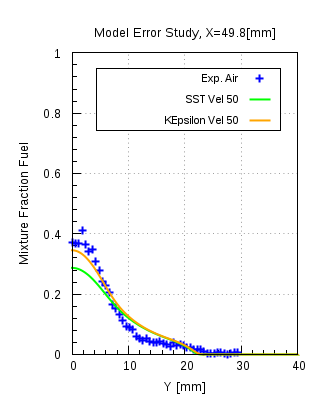 Model Error Study, X=49.8[mm]
Exp. Air
SST Vel 50
KEpsilon Vel 50
Mixture Fraction Fuel
1
0.8
0.6
0.4
0.2
0
0 10 20 30 40
Y [mm]